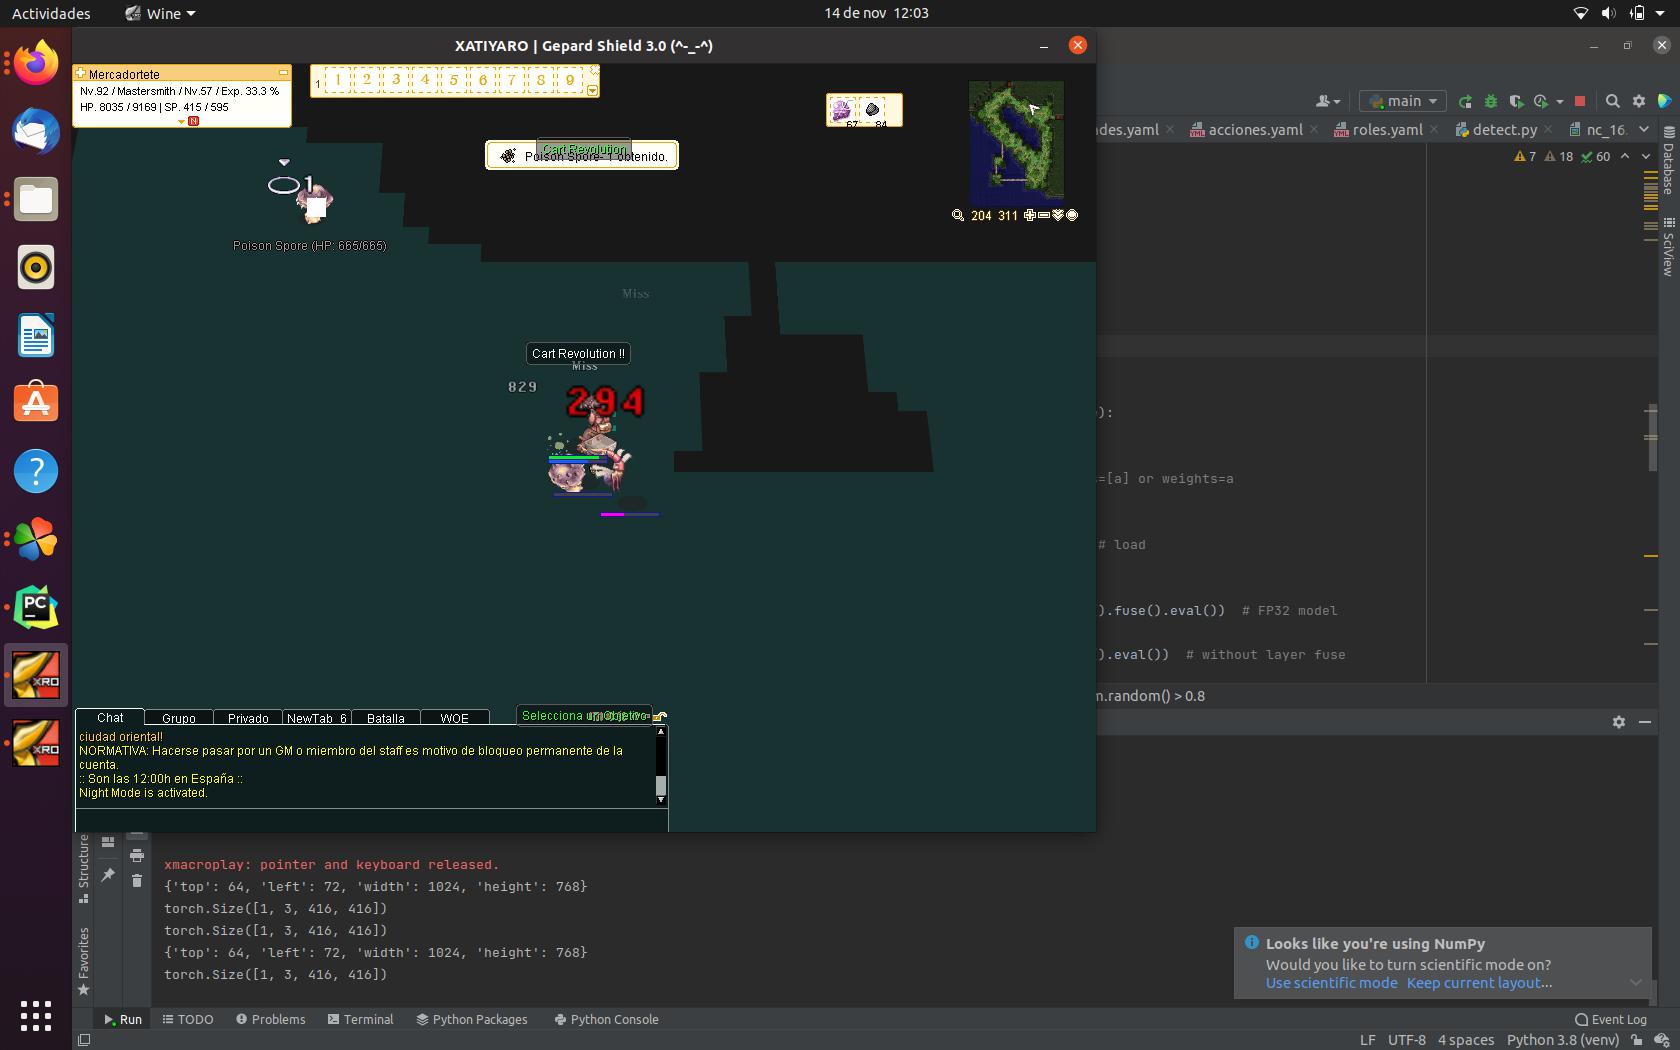 Actividades
Wine
14 de nov 12:03
XATIYARO | Gepard Shield 3.0 (^-_-^)
Mercadortete
Nv.92 / Mastersmith / Nv.57 / Exp. 33.3 %
HP. 8035 / 9169 | SP. 415 / 595
N
1 1 2 3 4 5 6 7 8 9
67 84
204 311
Cart Revolution
Poison Spore- 1 obtenido.
1
Poison Spore (HP: 665/665)
Miss
Cart Revolution !!
Miss
829
294
main
des.yaml
acciones.yaml
roles.yaml
detect.py
nc_16.
7 18 60
Database
SciView
):
=[a] or weights=a
# load
).fuse().eval()) # FP32 model
).eval()) # without layer fuse
m.random() > 0.8
Chat
Grupo
Privado
NewTab_6
Batalla
WOE
Selecciona un objetivo
ciudad oriental!
NORMATIVA: Hacerse pasar por un GM o miembro del staff es motivo de bloqueo permanente de la
cuenta.
:: Son las 12:00h en España ::
Night Mode is activated.
XRO
XRO
PC
Structure
Favorites
xmacroplay: pointer and keyboard released.
{'top': 64, 'left': 72, 'width': 1024, 'height': 768}
torch.Size([1, 3, 416, 416])
torch.Size([1, 3, 416, 416])
{'top': 64, 'left': 72, 'width': 1024, 'height': 768}
torch.Size([1, 3, 416, 416])
Looks like you're using NumPy
Would you like to turn scientific mode on?
Use scientific mode Keep current layout...
Run
TODO
Problems
Terminal
Python Packages
Python Console
Event Log
LF UTF-8 4 spaces Python 3.8 (venv)